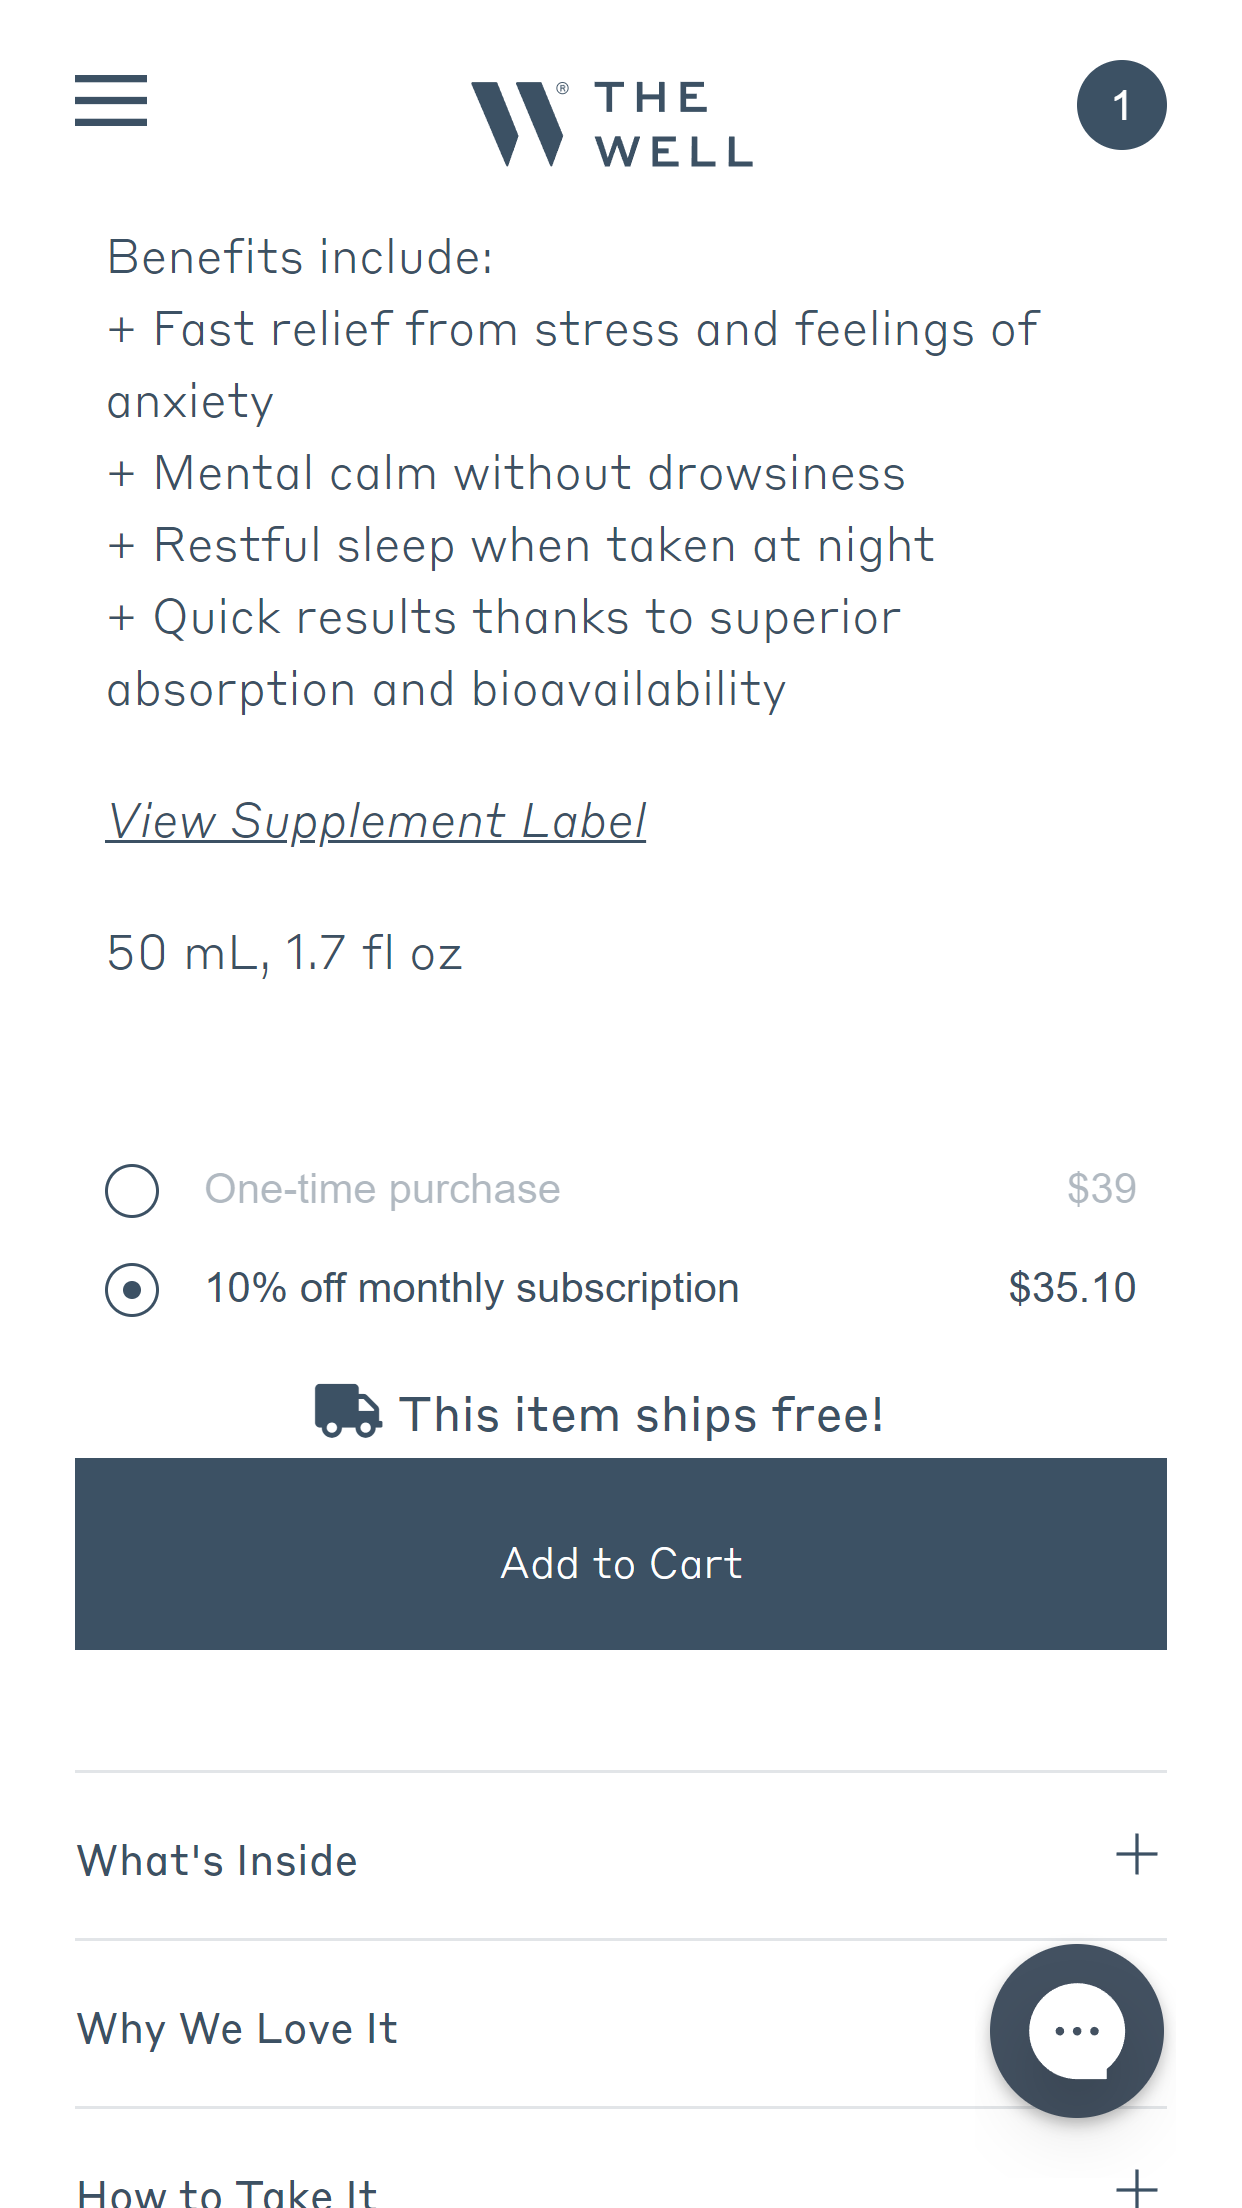 THE
WELL
®
1
Benefits include:
+ Fast relief from stress and feelings of
anxiety
+ Mental calm without drowsiness
+ Restful sleep when taken at night
+ Quick results thanks to superior
absorption and bioavailability
View Supplement Label
50 mL, 1.7 fl oz
One-time purchase $39
10% off monthly subscription $35.10
This item ships free!
Add to Cart
What's Inside
Why We Love It
How to Take It